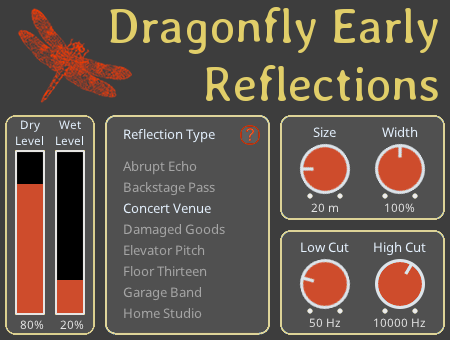 Dragonfly Early
Reflections
Dry
Level
Wet
Level
80%
20%
Reflection Type
?
Abrupt Echo
Backstage Pass
Concert Venue
Damaged Goods
Elevator Pitch
Floor Thirteen
Garage Band
Home Studio
Size
Width
20 m
100%
Low Cut
High Cut
50 Hz
10000 Hz